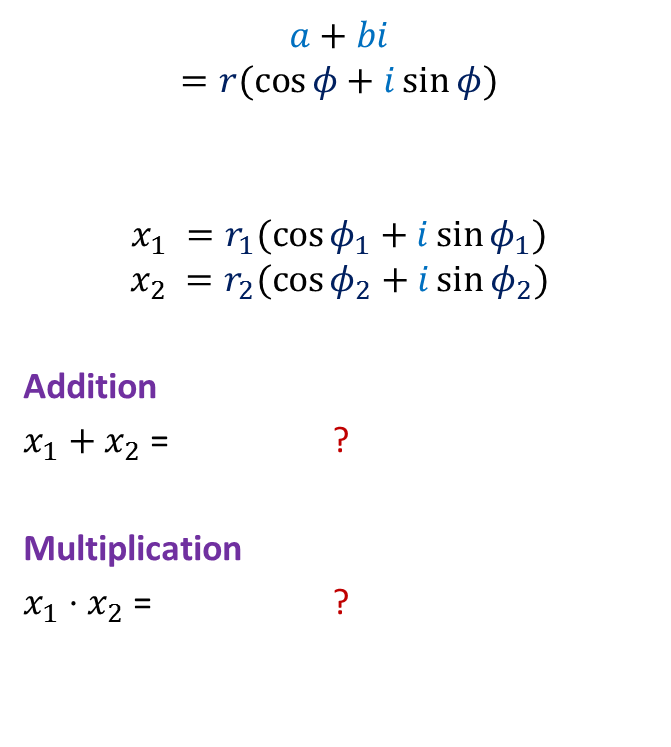 a + bi
= r(cos ϕ + i sin ϕ)
x₁ = r₁(cos ϕ₁ + i sin ϕ₁)
x₂ = r₂(cos ϕ₂ + i sin ϕ₂)
Addition
x₁ + x₂ = ?
Multiplication
x₁ · x₂ = ?